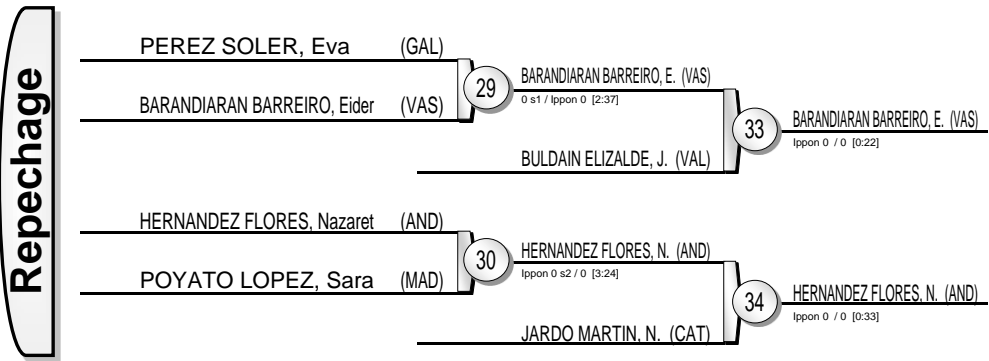 Repechage
PEREZ SOLER, Eva (GAL)
29
BARANDIARAN BARREIRO, E. (VAS)
0 s1 / Ippon 0 [2:37]
BARANDIARAN BARREIRO, Eider (VAS)
33
BARANDIARAN BARREIRO, E. (VAS)
Ippon 0 / 0 [0:22]
BULDAIN ELIZALDE, J. (VAL)
HERNANDEZ FLORES, Nazaret (AND)
30
HERNANDEZ FLORES, N. (AND)
Ippon 0 s2 / 0 [3:24]
POYATO LOPEZ, Sara (MAD)
34
HERNANDEZ FLORES, N. (AND)
Ippon 0 / 0 [0:33]
JARDO MARTIN, N. (CAT)